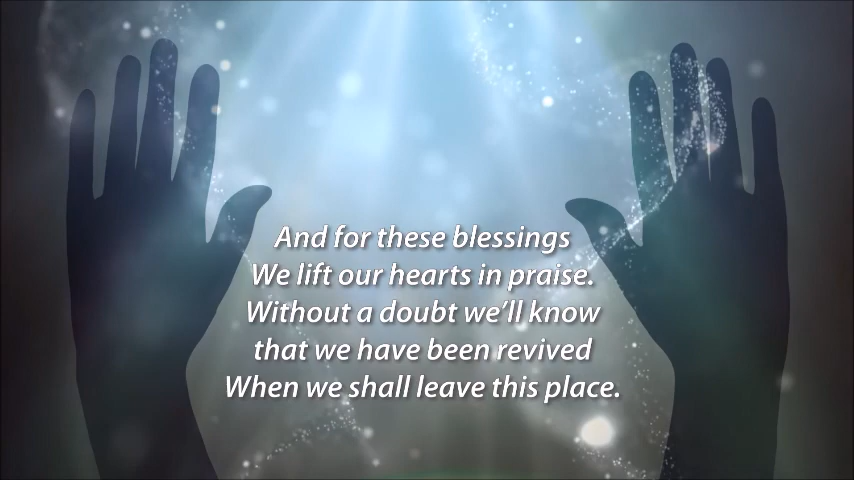 And for these blessings
We lift our hearts in praise.
Without a doubt we'll know
that we have been revived
When we shall leave this place.